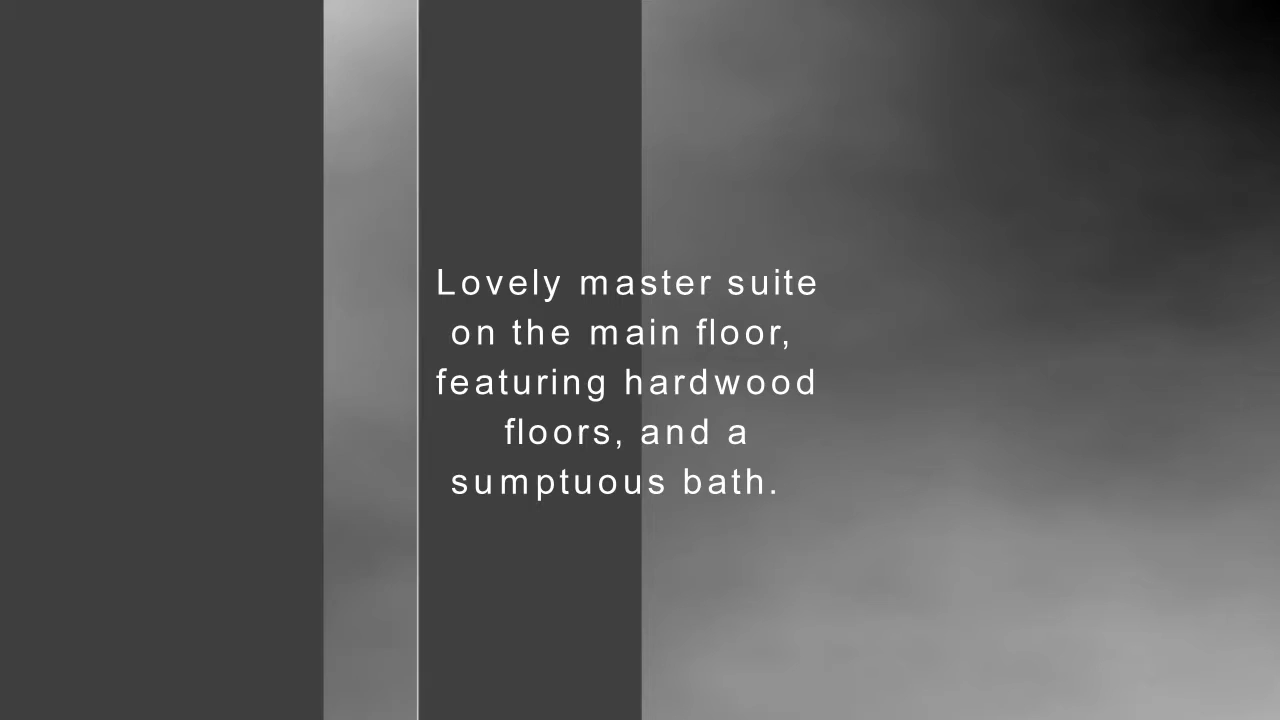 Lovely master suite
on the main floor,
featuring hardwood
floors, and a
sumptuous bath.